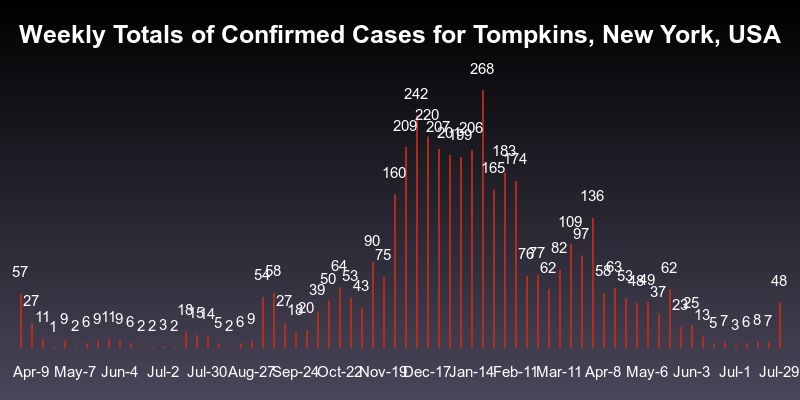 Weekly Totals of Confirmed Cases for Tompkins, New York, USA
57 27 11 1 9 2 6 9 11 9 6 2 2 3 2 18 15 14 5 2 6 9 54 58 27 18 20 39 50 64 53 43 90 75 160 209 242 220 207 201 199 206 268 165 183 174 76 77 62 82 109 97 136 58 63 53 48 49 37 62 23 25 13 5 7 3 6 8 7 48
Apr-9 May-7 Jun-4 Jul-2 Jul-30 Aug-27 Sep-24 Oct-22 Nov-19 Dec-17 Jan-14 Feb-11 Mar-11 Apr-8 May-6 Jun-3 Jul-1 Jul-29